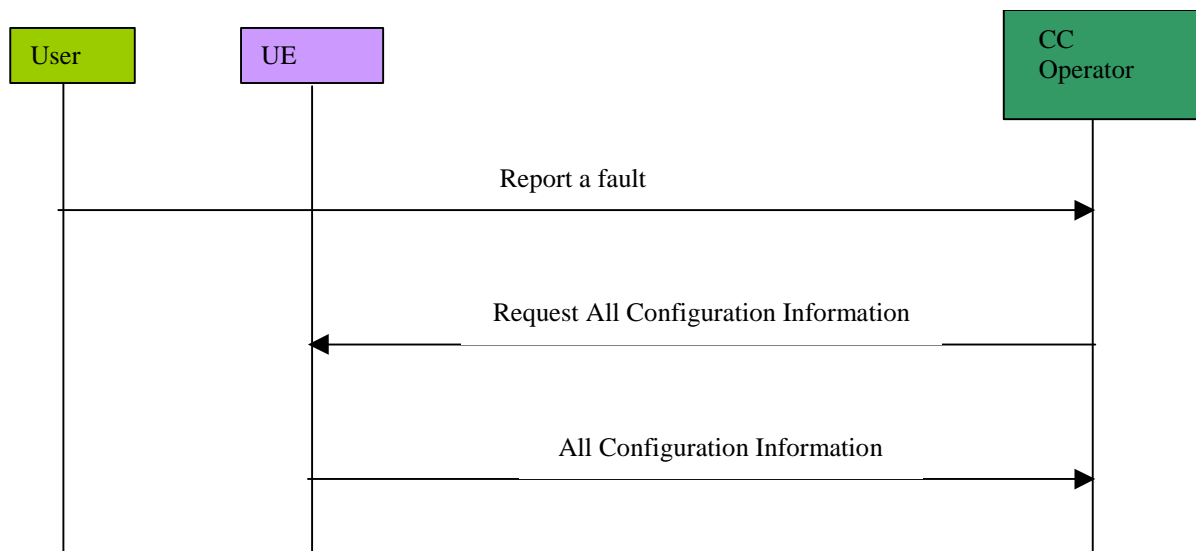 User
UE
CC
Operator
Report a fault
Request All Configuration Information
All Configuration Information